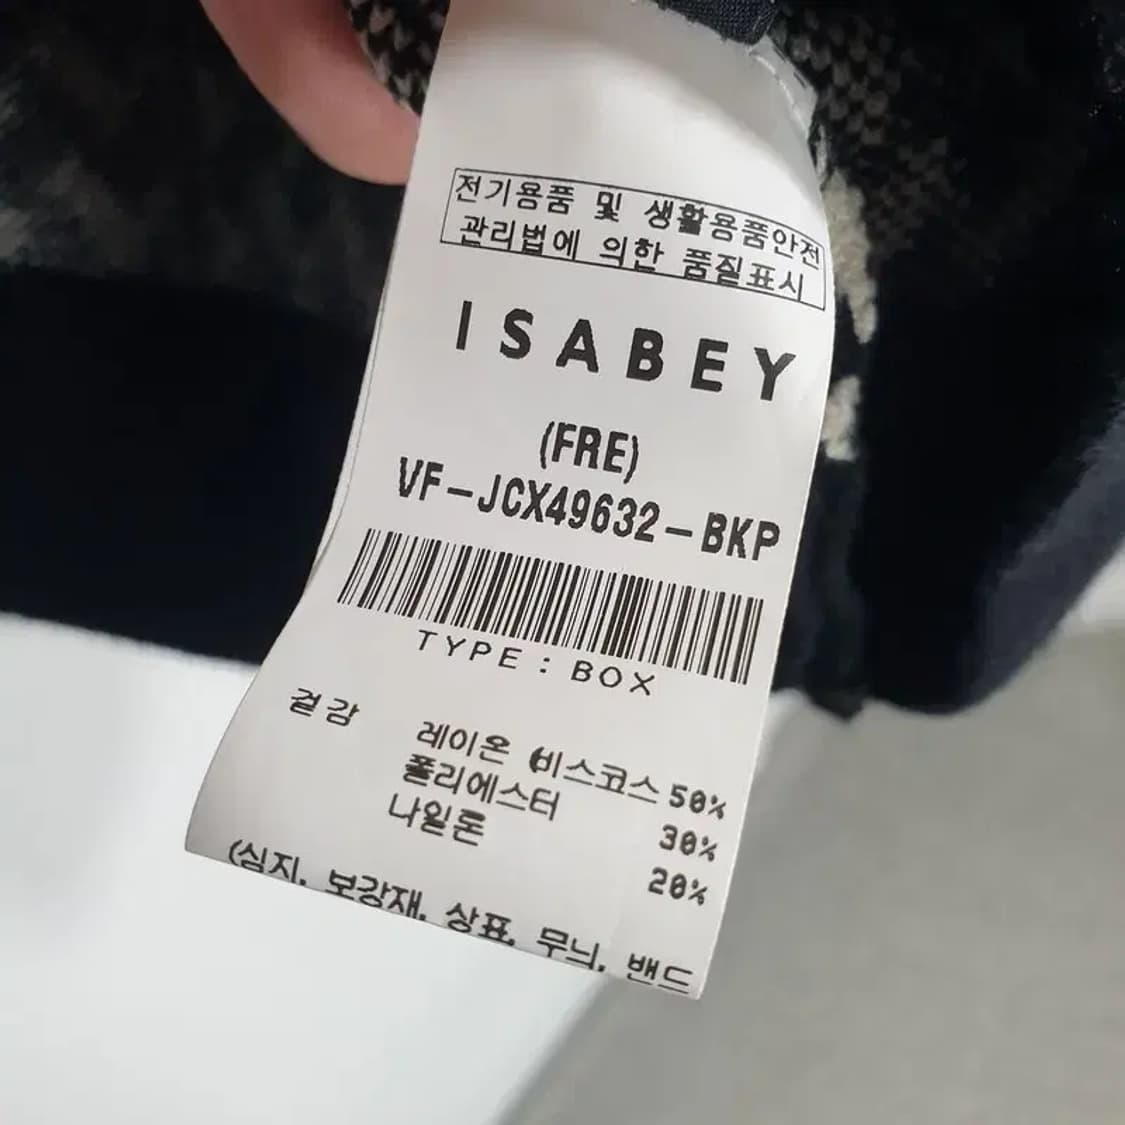 전기용품 및 생활용품안전
관리법에 의한 품질표시
ISABEY
(FRE)
VF-JCX49632-BKP
TYPE : BOX
겉감
레이온 (비스코스 50%
폴리에스터 30%
나일론 20%
(심지, 보강재, 상표, 무늬, 밴드